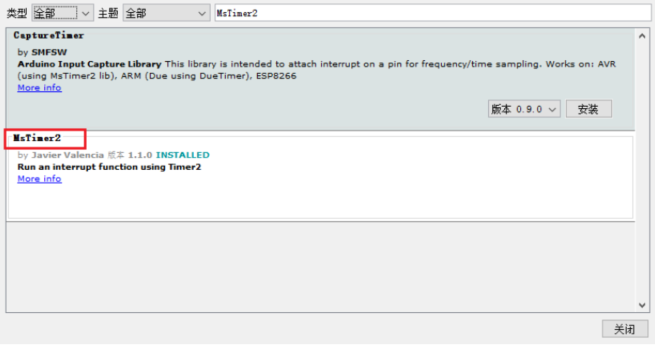 类型 全部 主题 全部 MsTimer2
CaptureTimer
by SMFSW
Arduino Input Capture Library This library is intended to attach interrupt on a pin for frequency/time sampling. Works on: AVR
(using MsTimer2 lib), ARM (Due using DueTimer), ESP8266
More info
版本 0.9.0 安装
MsTimer2
by Javier Valencia 版本 1.1.0 INSTALLED
Run an interrupt function using Timer2
More info
关闭